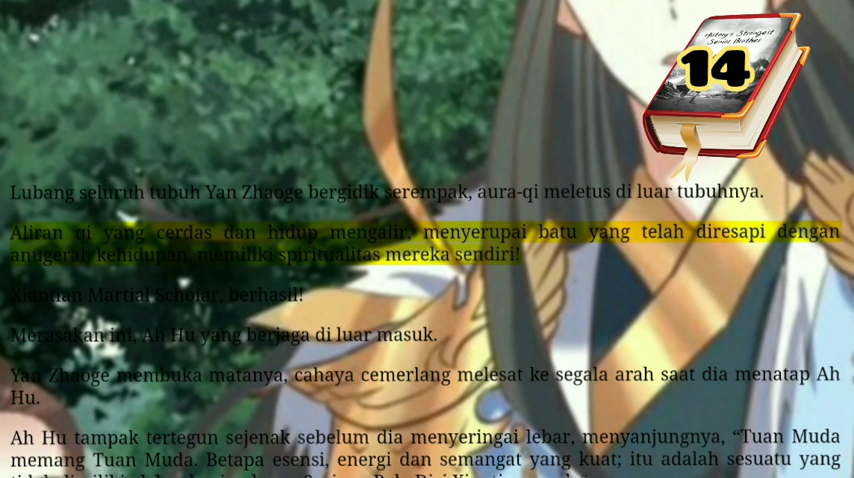 History's Strongest
Senior Brother
14
Lubang seluruh tubuh Yan Zhaoge bergidik serempak, aura-qi meletus di luar tubuhnya.
Aliran qi yang cerdas dan hidup mengalir, menyerupai batu yang telah diresapi dengan
anugerah kehidupan, memiliki spiritualitas mereka sendiri!
Xiantian Martial Scholar, berhasil!
Merasakan ini, Ah Hu yang berjaga di luar masuk.
Yan Zhaoge membuka matanya, cahaya cemerlang melesat ke segala arah saat dia menatap Ah
Hu.
Ah Hu tampak tertegun sejenak sebelum dia menyeringai lebar, menyanjungnya, “Tuan Muda
memang Tuan Muda. Betapa esensi, energi dan semangat yang kuat; itu adalah sesuatu yang